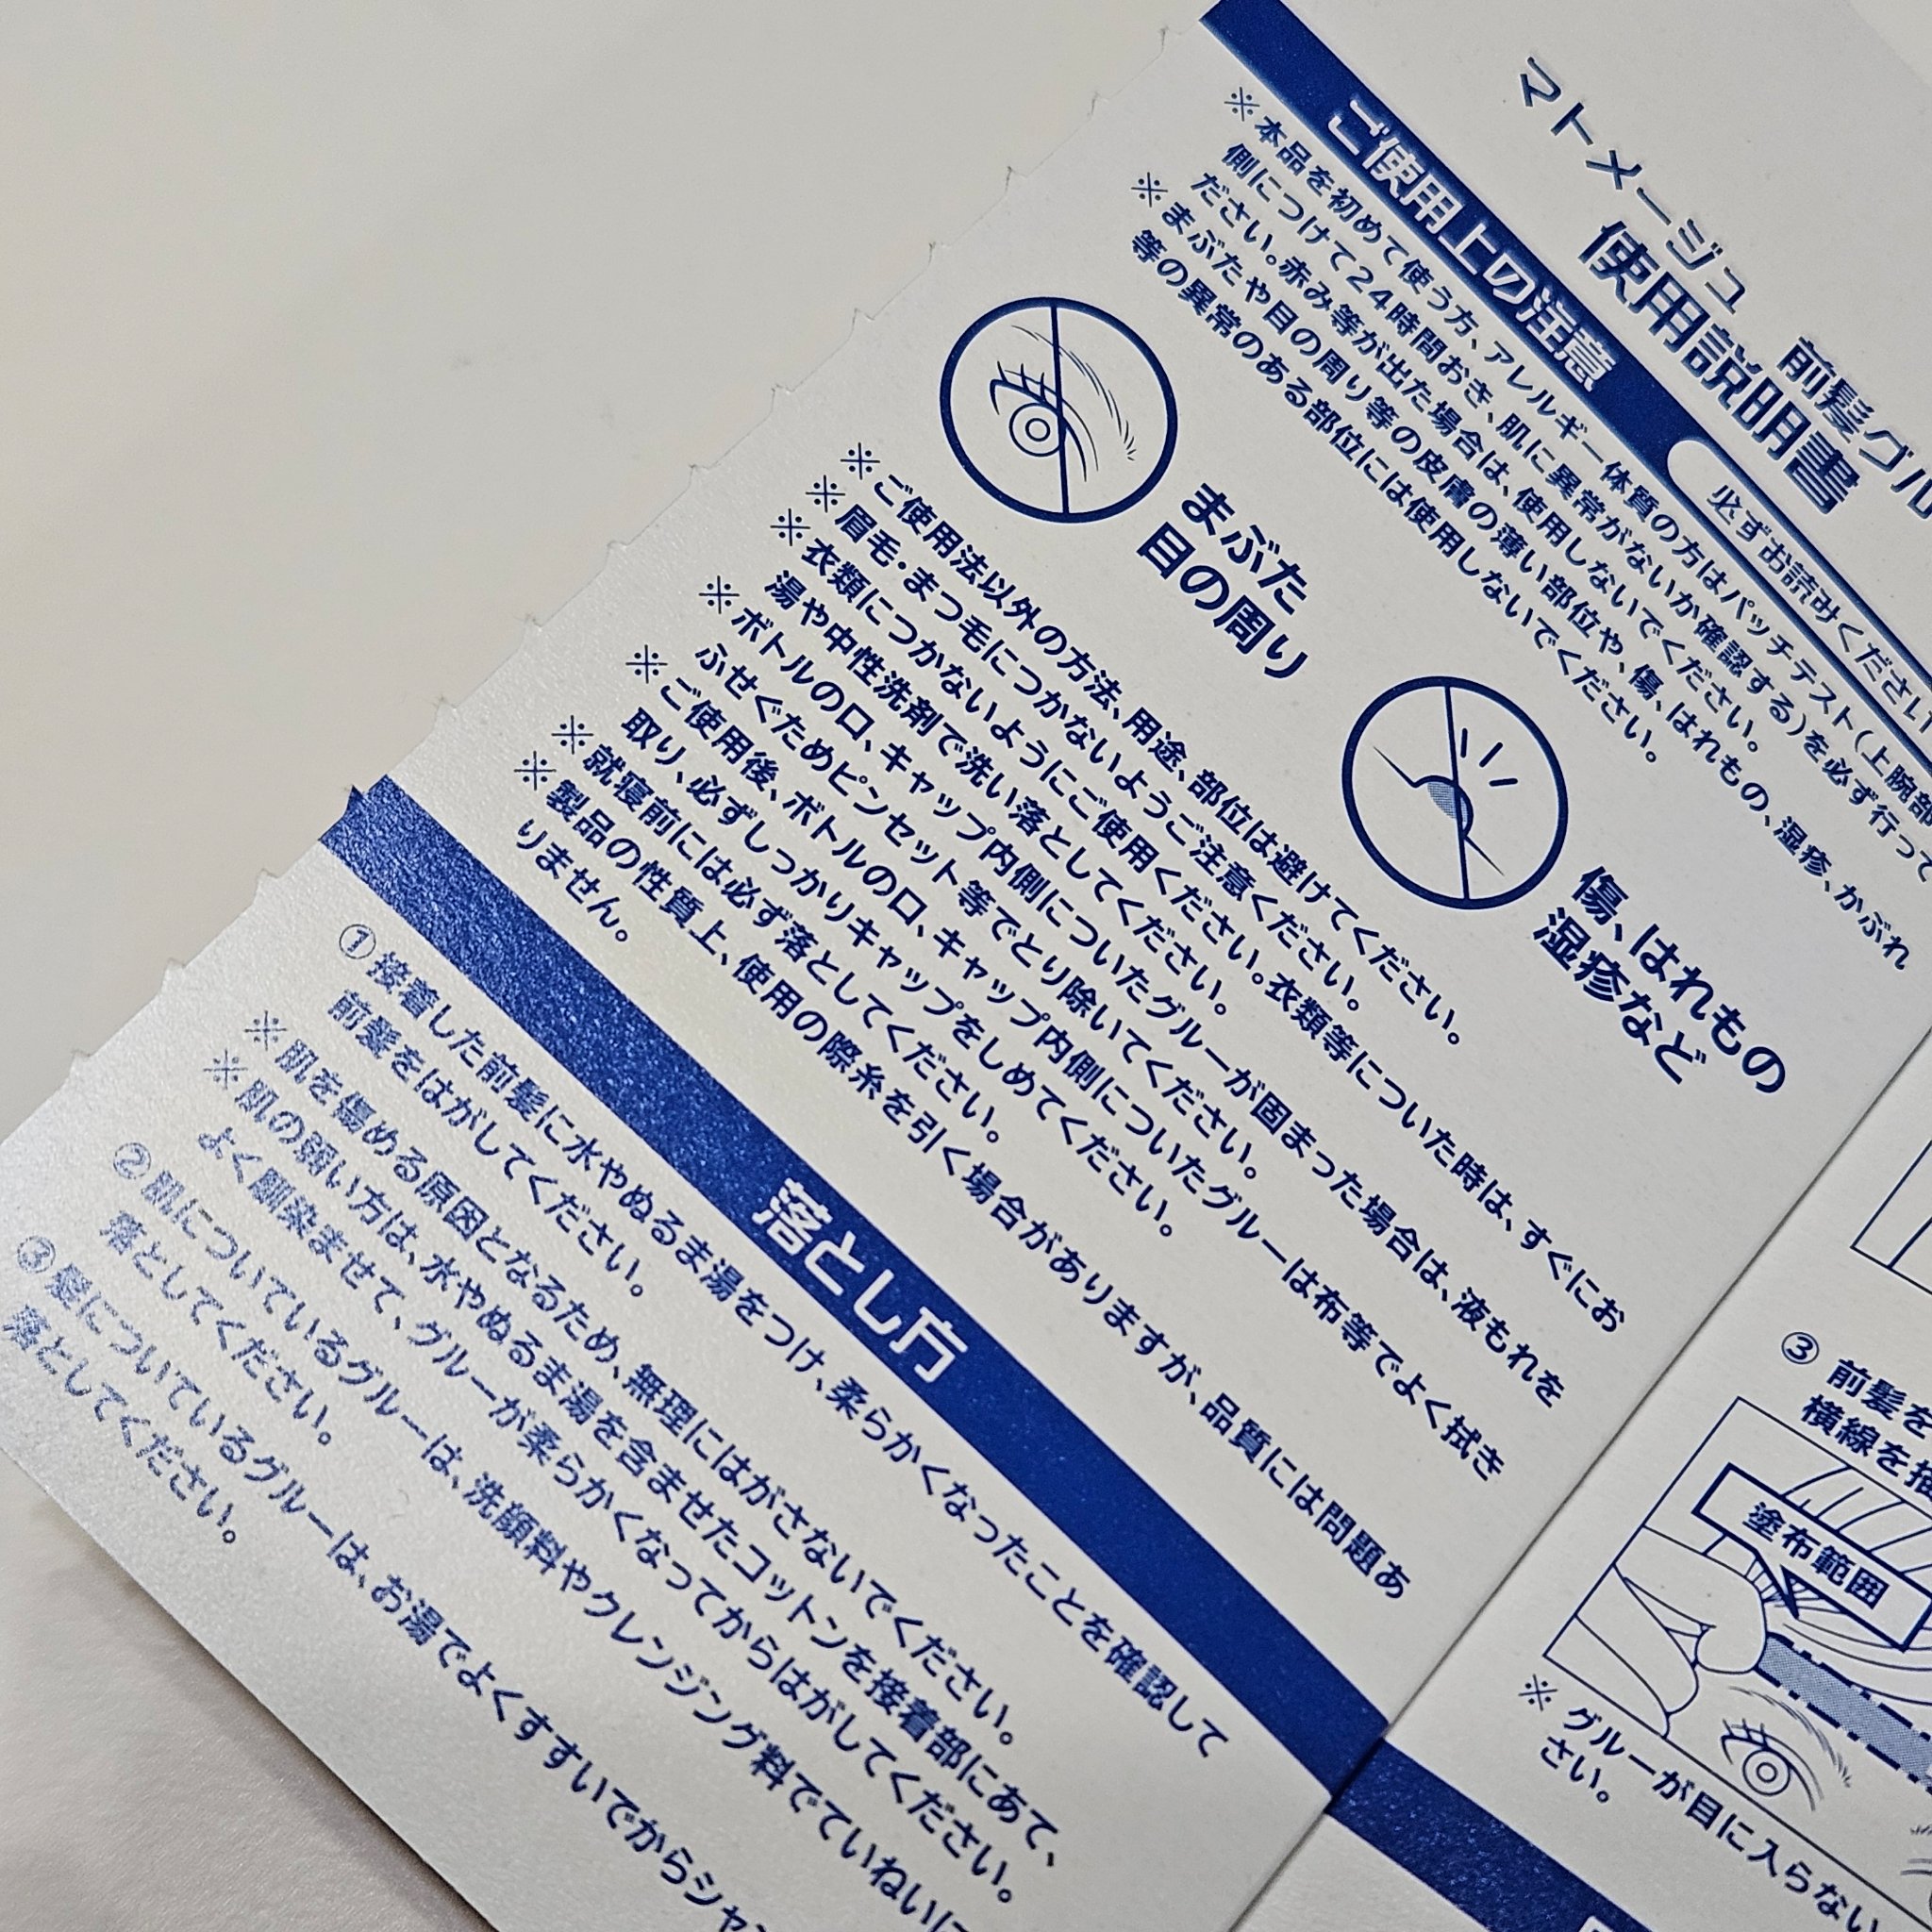 マトメージュ 前髪グル
使用説明書
ご使用上の注意 必ずお読みください
※本品を初めて使う方、アレルギー体質の方はパッチテスト(上腕部
側につけて24時間おき、肌に異常がないか確認する)を必ず行って
ださい。赤み等が出た場合は、使用しないでください。
※まぶたや目の周り等の皮膚の薄い部位や、傷、はれもの、湿疹、かぶれ
等の異常のある部位には使用しないでください。
まぶた
目の周り
傷、はれもの
湿疹など
※ご使用法以外の方法、用途、部位は避けてください。
※眉毛・まつ毛につかないようご注意ください。
※衣類につかないようにご使用ください。衣類等についた時は、すぐにお
湯や中性洗剤で洗い落としてください。
※ボトルの口、キャップ内側についたグルーが固まった場合は、液もれを
ふせぐためピンセット等でとり除いてください。
※ご使用後、ボトルの口、キャップ内側についたグルーは布等でよく拭き
取り、必ずしっかりキャップをしめてください。
※就寝前には必ず落としてください。
※製品の性質上、使用の際糸を引く場合がありますが、品質には問題あ
りません。
落とし方
①接着した前髪に水やぬるま湯をつけ、柔らかくなったことを確認して
前髪をはがしてください。
※肌を傷める原因となるため、無理にはがさないでください。
※肌の弱い方は、水やぬるま湯を含ませたコットンを接着部にあて、
よく馴染ませて、グルーが柔らかくなってからはがしてください。
②肌についているグルーは、洗顔料やクレンジング料でていねいに
落としてください。
③髪についているグルーは、お湯でよくすすいでからシャン
落としてください。
③前髪を
横線を描
塗布範囲
※グルーが目に入らない
さい。